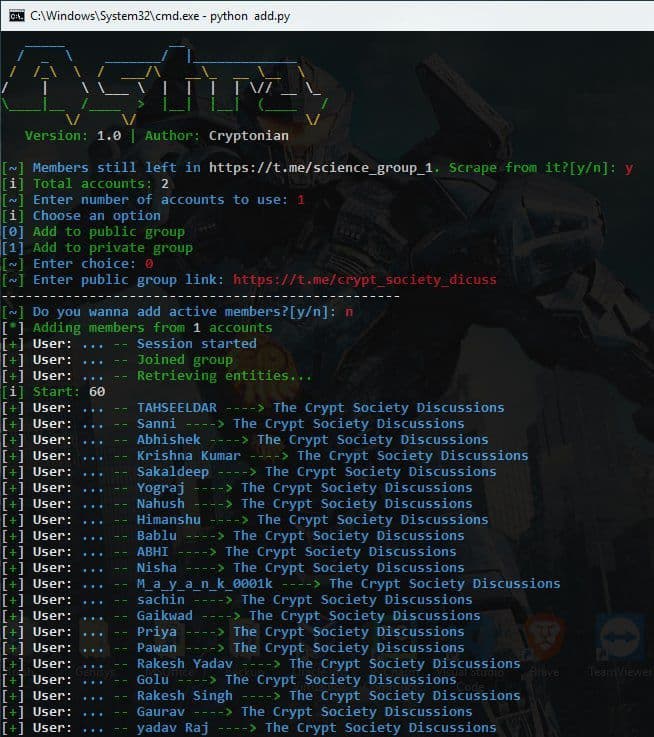 C:\Windows\System32\cmd.exe - python  add.py
Version: 1.0 | Author: Cryptonian
[~] Members still left in https://t.me/science_group_1. Scrape from it?[y/n]: y
[i] Total accounts: 2
[~] Enter number of accounts to use: 1
[i] Choose an option
[0] Add to public group
[1] Add to private group
[~] Enter choice: 0
[~] Enter public group link: https://t.me/crypt_society_dicuss
--------------------------------------------------
[~] Do you wanna add active members?[y/n]: n
[*] Adding members from 1 accounts
[+] User: ... -- Session started
[+] User: ... -- Joined group
[+] User: ... -- Retrieving entities...
[i] Start: 60
[+] User: ... -- TAHSEELDAR ----> The Crypt Society Discussions
[+] User: ... -- Sanni ----> The Crypt Society Discussions
[+] User: ... -- Abhishek ----> The Crypt Society Discussions
[+] User: ... -- Krishna Kumar ----> The Crypt Society Discussions
[+] User: ... -- Sakaldeep ----> The Crypt Society Discussions
[+] User: ... -- Yograj ----> The Crypt Society Discussions
[+] User: ... -- Nahush ----> The Crypt Society Discussions
[+] User: ... -- Himanshu ----> The Crypt Society Discussions
[+] User: ... -- Bablu ----> The Crypt Society Discussions
[+] User: ... -- ABHI ----> The Crypt Society Discussions
[+] User: ... -- Nisha ----> The Crypt Society Discussions
[+] User: ... -- M_a_y_a_n_k_0001k ----> The Crypt Society Discussions
[+] User: ... -- sachin ----> The Crypt Society Discussions
[+] User: ... -- Gaikwad ----> The Crypt Society Discussions
[+] User: ... -- Priya ----> The Crypt Society Discussions
[+] User: ... -- Pawan ----> The Crypt Society Discussions
[+] User: ... -- Rakesh Yadav ----> The Crypt Society Discussions
[+] User: ... -- Golu ----> The Crypt Society Discussions
[+] User: ... -- Rakesh Singh ----> The Crypt Society Discussions
[+] User: ... -- Gaurav ----> The Crypt Society Discussions
[+] User: ... -- yadav Raj ----> The Crypt Society Discussions
Visual Studio Code
Brave
TeamViewer